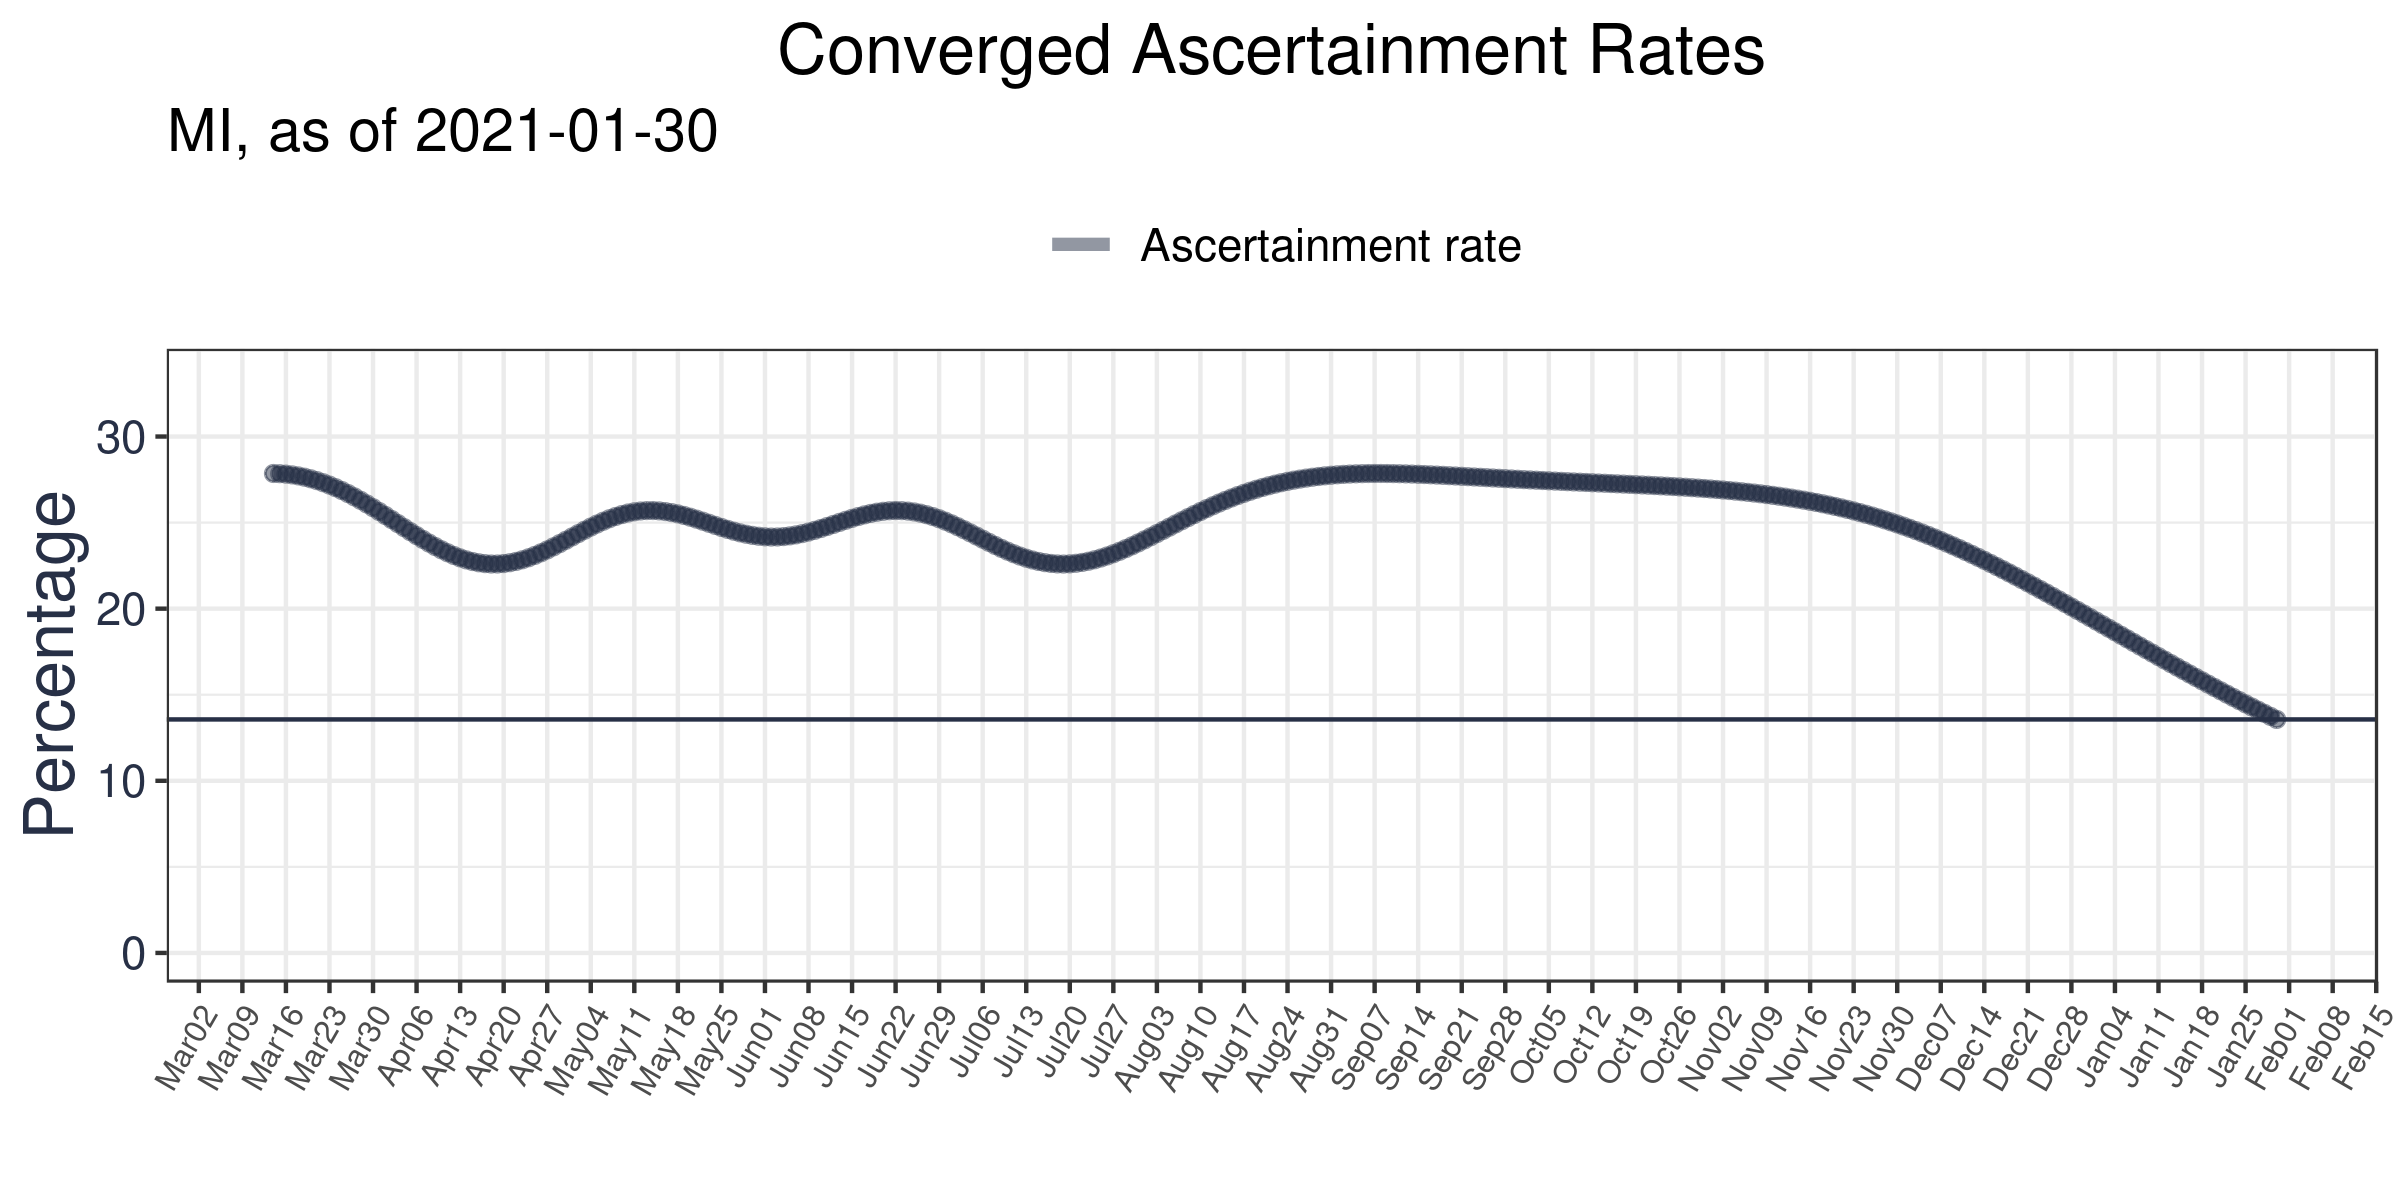 Converged Ascertainment Rates
MI, as of 2021-01-30
Ascertainment rate
Percentage
30
20
10
0
Mar02
Mar09
Mar16
Mar23
Mar30
Apr06
Apr13
Apr20
Apr27
May04
May11
May18
May25
Jun01
Jun08
Jun15
Jun22
Jun29
Jul06
Jul13
Jul20
Jul27
Aug03
Aug10
Aug17
Aug24
Aug31
Sep07
Sep14
Sep21
Sep28
Oct05
Oct12
Oct19
Oct26
Nov02
Nov09
Nov16
Nov23
Nov30
Dec07
Dec14
Dec21
Dec28
Jan04
Jan11
Jan18
Jan25
Feb01
Feb08
Feb15